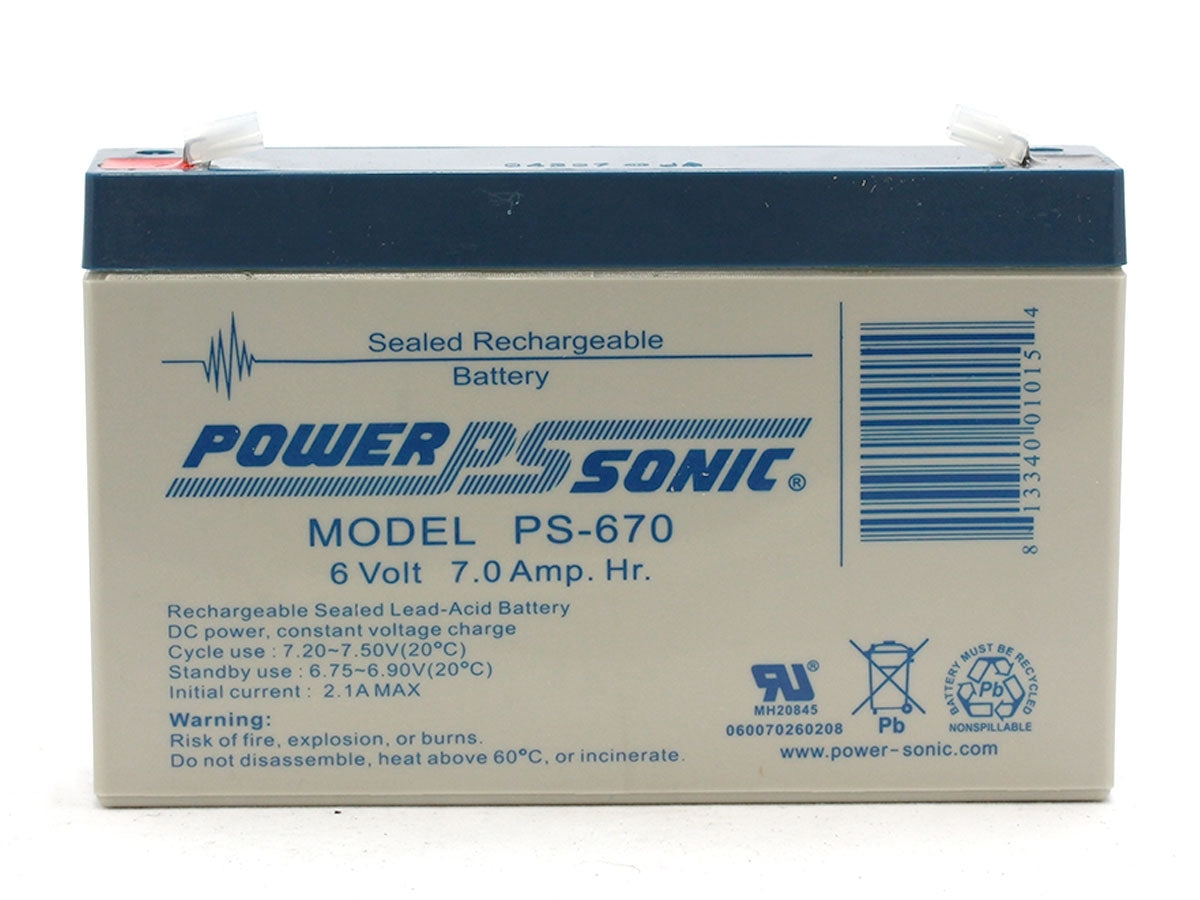 Sealed Rechargeable
Battery
POWER PS SONIC®
MODEL PS-670
6 Volt 7.0 Amp. Hr.
Rechargeable Sealed Lead-Acid Battery
DC power, constant voltage charge
Cycle use : 7.20~7.50V(20°C)
Standby use : 6.75~6.90V(20°C)
Initial current : 2.1A MAX
Warning:
Risk of fire, explosion, or burns.
Do not disassemble, heat above 60°C, or incinerate.
8 13340 01015 4
RU®
MH20845
060070260208
Pb
BATTERY MUST BE RECYCLED
Pb
NONSPILLABLE
www.power-sonic.com